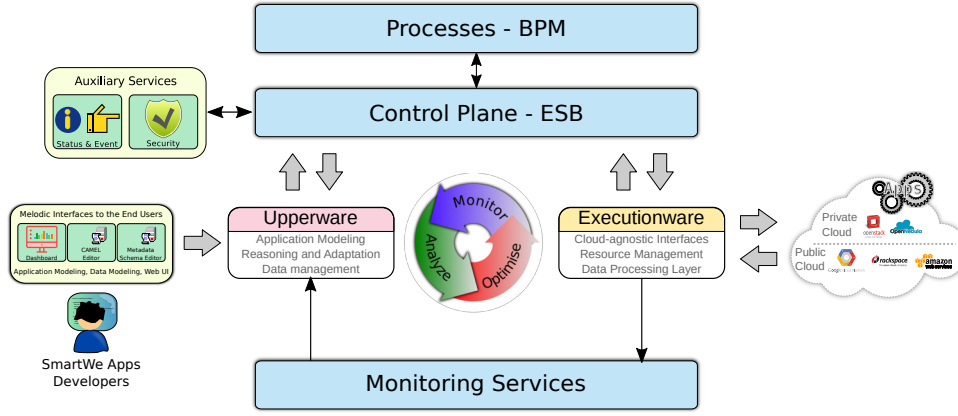 Processes - BPM
Auxiliary Services
Status & Event
Security
Control Plane - ESB
Melodic Interfaces to the End Users
Dashboard
CAMEL
Editor
Metadata
Schema Editor
Application Modeling, Data Modeling, Web UI
SmartWe Apps
Developers
Upperware
Application Modeling
Reasoning and Adaptation
Data management
Monitor
Analyze
Optimise
Executionware
Cloud-agnostic Interfaces
Resource Management
Data Processing Layer
Apps
Private
Cloud
openstack
OpenNebula
Public
Cloud
rackspace
amazon
web services
Monitoring Services